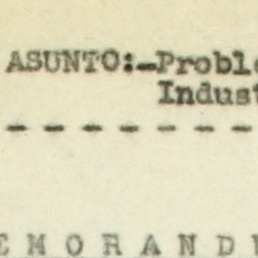 ASUNTO:-Proble
Indust
- - - - - - -
EMORAND